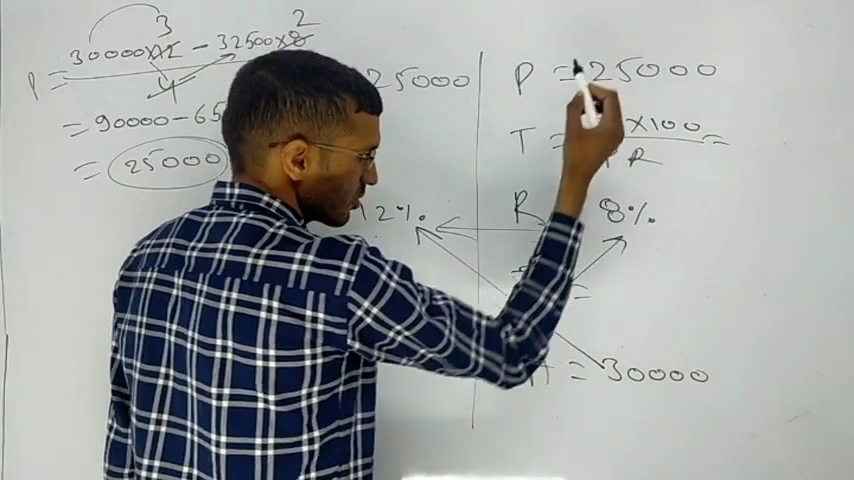 3 2
P = 30000×12 - 32500×8
4
= 90000 - 65
= 25000
25000
12%
P = 25000
T = ×100 =
R
R 8%
=
= 30000